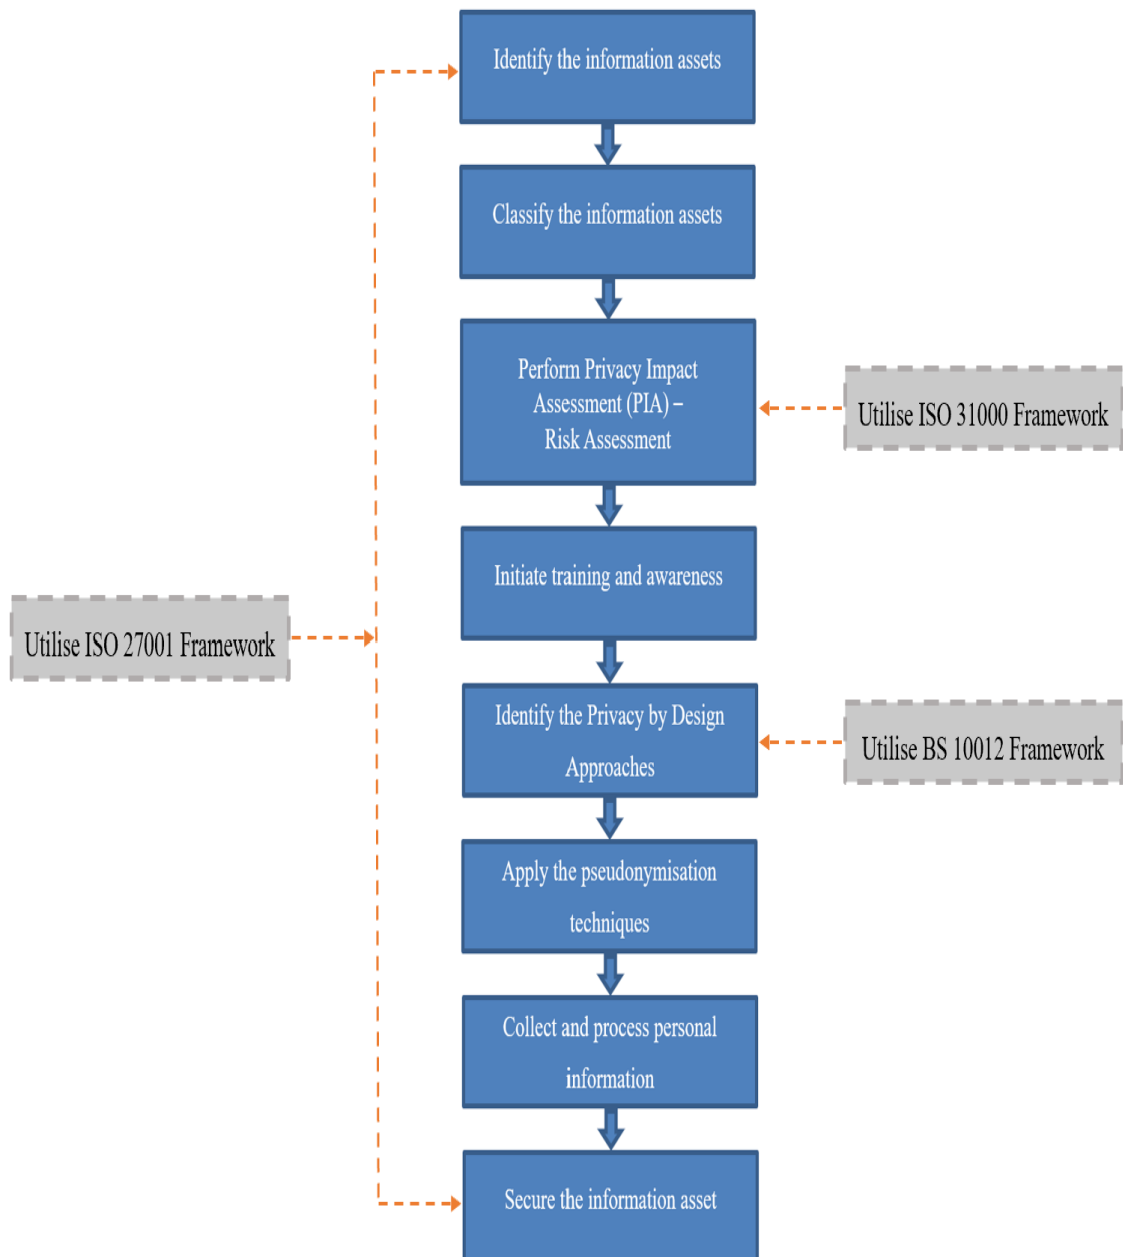 Identify the information assets
Classify the information assets
Perform Privacy Impact
Assessment (PIA) –
Risk Assessment
Utilise ISO 31000 Framework
Initiate training and awareness
Utilise ISO 27001 Framework
Identify the Privacy by Design
Approaches
Utilise BS 10012 Framework
Apply the pseudonymisation
techniques
Collect and process personal
information
Secure the information asset